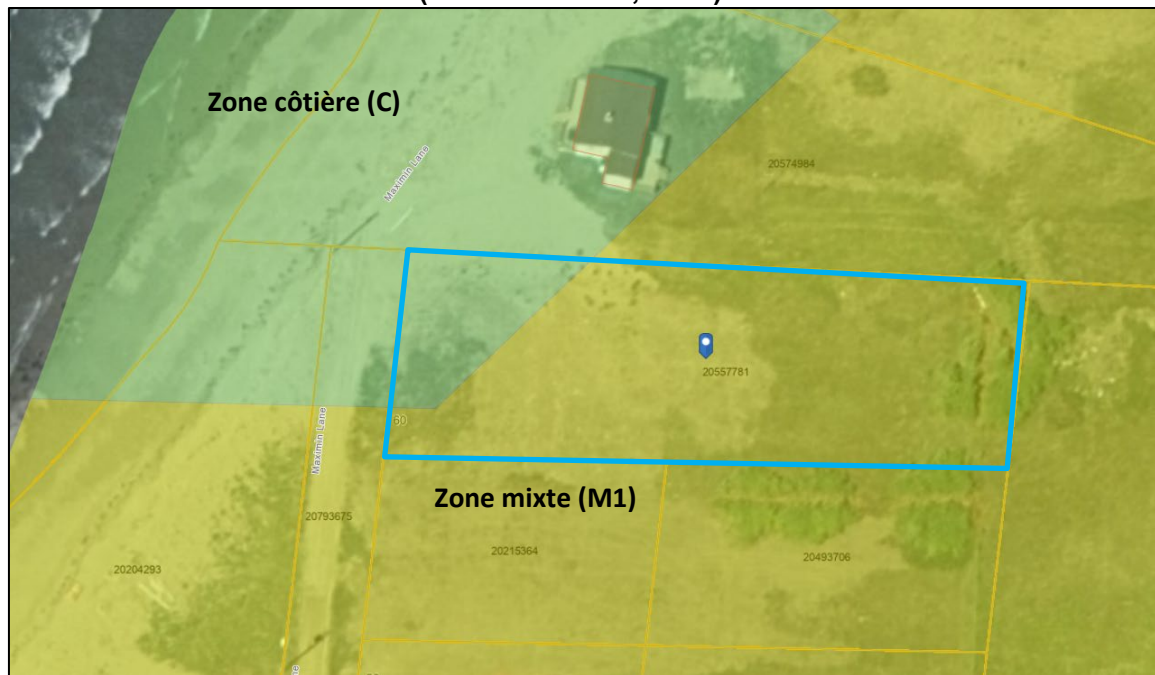 Zone côtière (C)
Maximin Lane
20574984
20557781
60
Maximin Lane
Zone mixte (M1)
20793675
20215364
20493706
20204293